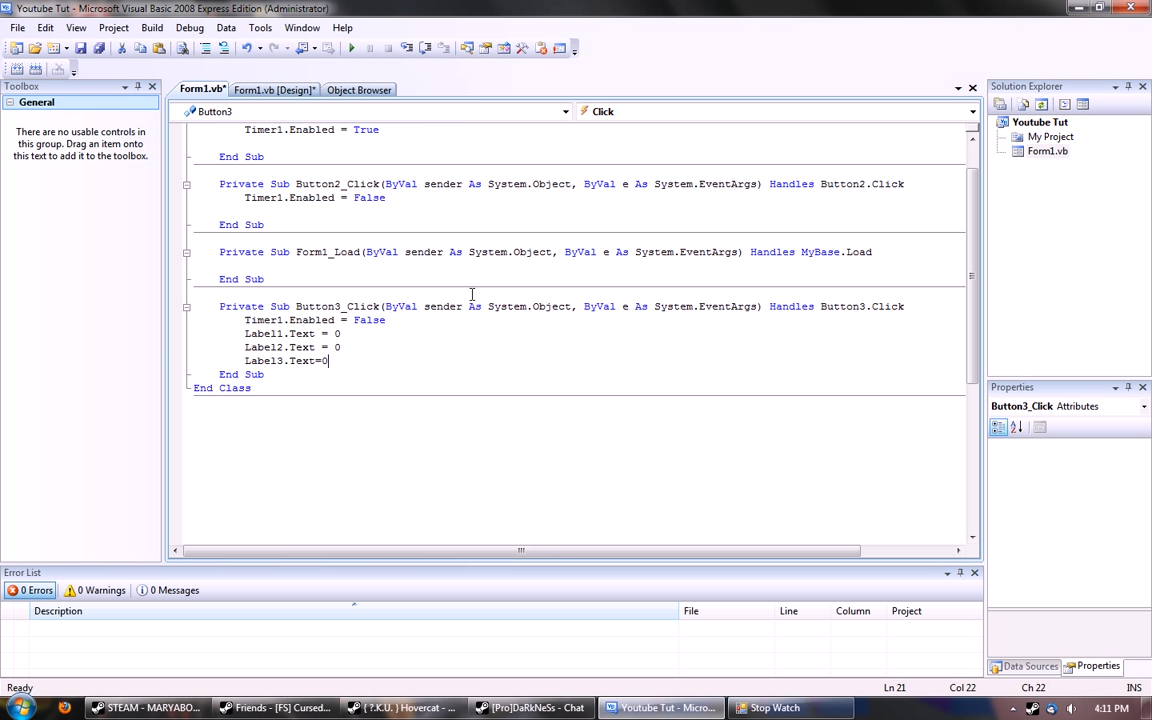 Youtube Tut - Microsoft Visual Basic 2008 Express Edition (Administrator)
File Edit View Project Build Debug Data Tools Window Help
Toolbox
General
There are no usable controls in
this group. Drag an item onto
this text to add it to the toolbox.
Form1.vb* Form1.vb [Design]* Object Browser
Button3 Click
Timer1.Enabled = True
End Sub
Private Sub Button2_Click(ByVal sender As System.Object, ByVal e As System.EventArgs) Handles Button2.Click
Timer1.Enabled = False
End Sub
Private Sub Form1_Load(ByVal sender As System.Object, ByVal e As System.EventArgs) Handles MyBase.Load
End Sub
Private Sub Button3_Click(ByVal sender As System.Object, ByVal e As System.EventArgs) Handles Button3.Click
Timer1.Enabled = False
Label1.Text = 0
Label2.Text = 0
Label3.Text=0
End Sub
End Class
Solution Explorer
Youtube Tut
My Project
Form1.vb
Properties
Button3_Click Attributes
Error List
0 Errors 0 Warnings 0 Messages
Description File Line Column Project
Data Sources Properties
Ready Ln 21 Col 22 Ch 22 INS
STEAM - MARYABO... Friends - [FS] Cursed... { ?.K.U. } Hovercat - ... [Pro]DaRkNeSs - Chat Youtube Tut - Micro... Stop Watch 4:11 PM